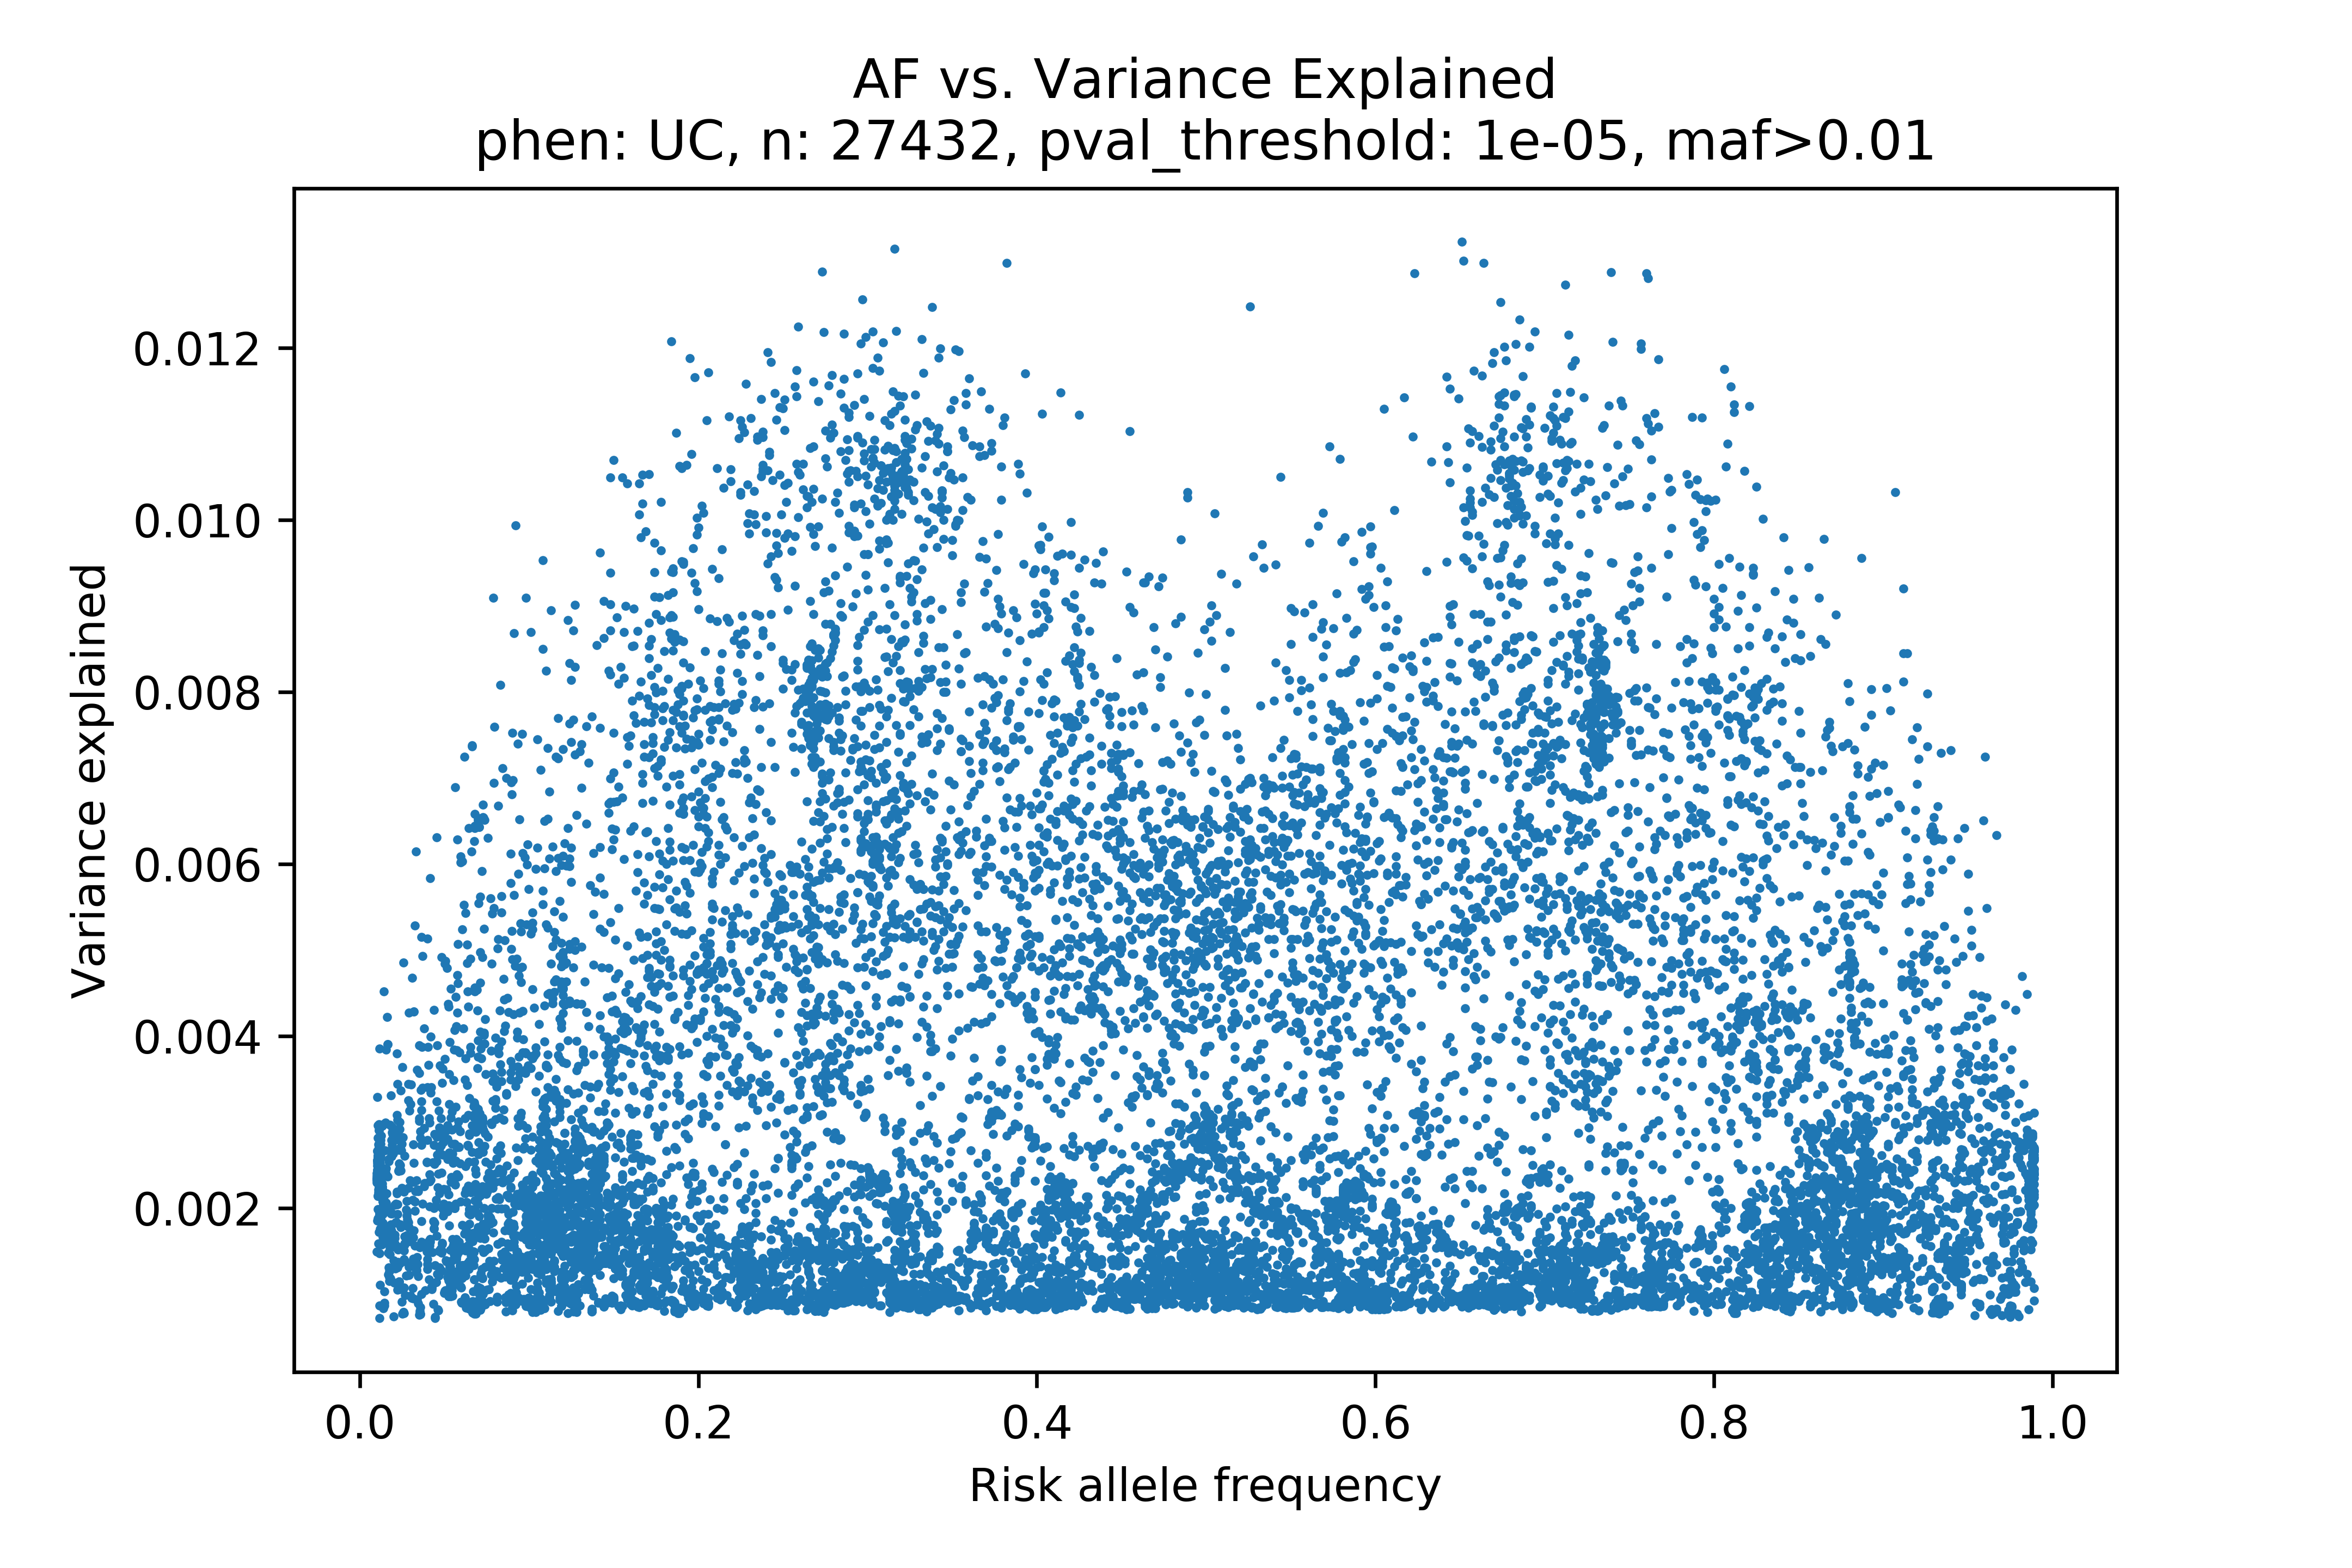 AF vs. Variance Explained
phen: UC, n: 27432, pval_threshold: 1e-05, maf>0.01
Variance explained
0.012
0.010
0.008
0.006
0.004
0.002
0.0 0.2 0.4 0.6 0.8 1.0
Risk allele frequency